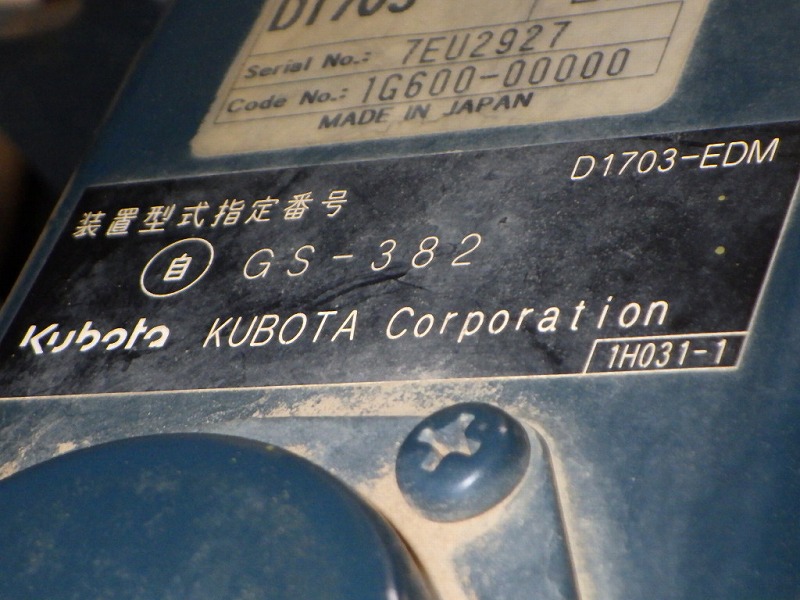 D1703
Serial No.: 7EU2927
Code No.: 1G600-00000
MADE IN JAPAN
D1703-EDM
装置型式指定番号
自 GS-382
Kubota KUBOTA Corporation
1H031-1